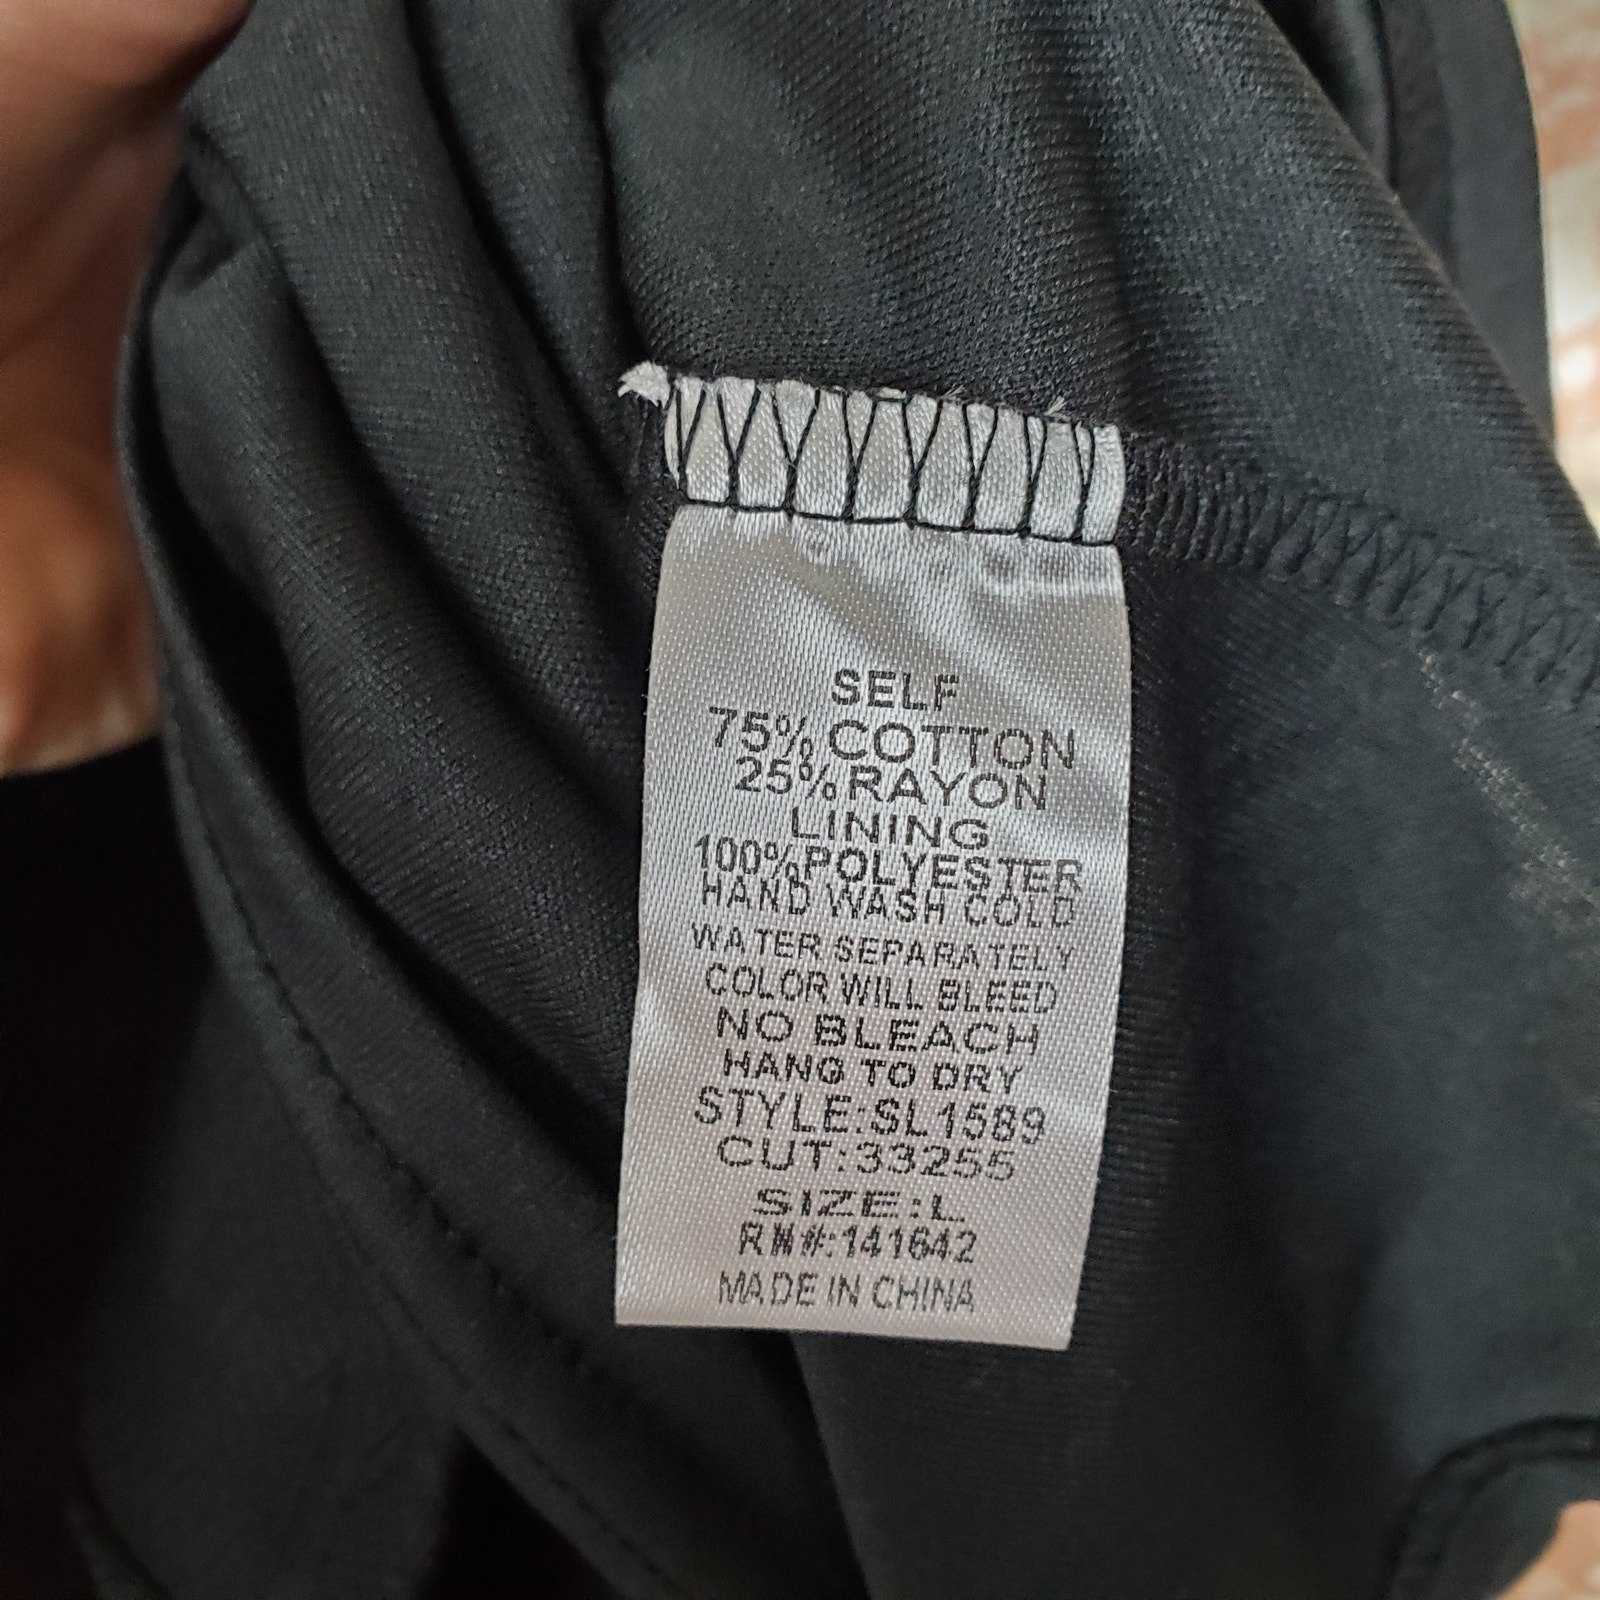 SELF
75% COTTON
25% RAYON
LINING
100% POLYESTER
HAND WASH COLD
WATER SEPARATELY
COLOR WILL BLEED
NO BLEACH
HANG TO DRY
STYLE:SL1589
CUT:33255
SIZE:L
RN#:141642
MADE IN CHINA